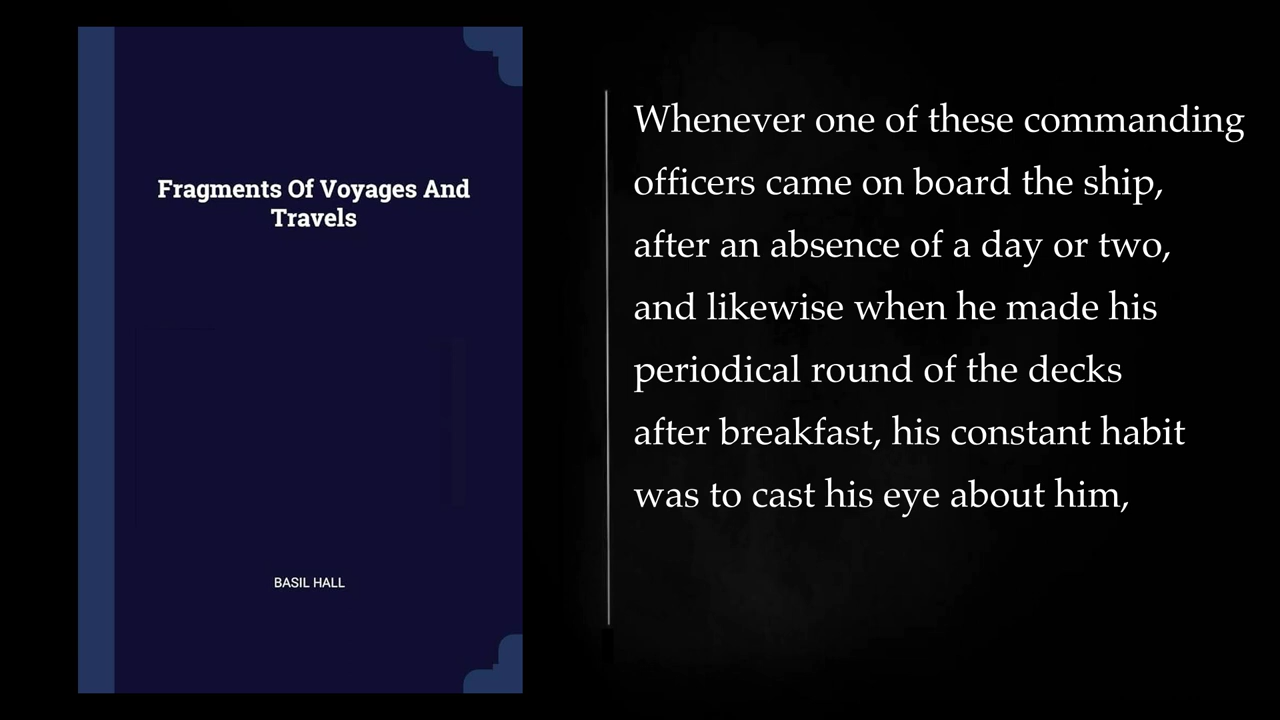 Fragments Of Voyages And
Travels
BASIL HALL
Whenever one of these commanding
officers came on board the ship,
after an absence of a day or two,
and likewise when he made his
periodical round of the decks
after breakfast, his constant habit
was to cast his eye about him,